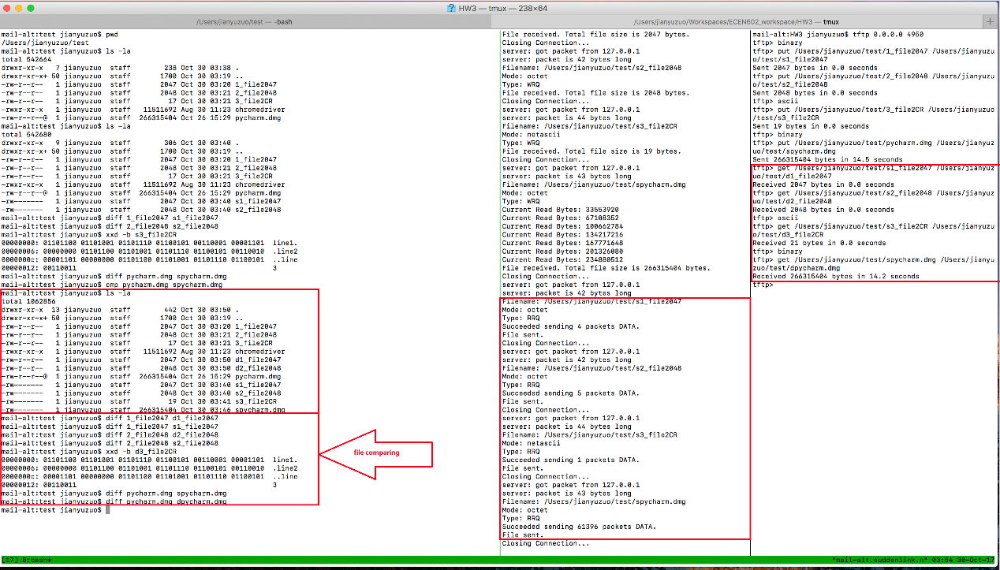 HW3 — tmux — 238×64
/Users/jianyuzuo/test — -bash
/Users/jianyuzuo/Workspaces/ECEN602_workspace/HW3 — tmux
+
mail-alt:test jianyuzuo$ pwd
/Users/jianyuzuo/test
mail-alt:test jianyuzuo$ ls -la
total 542664
drwxr-xr-x   7 jianyuzuo  staff        238 Oct 30 03:38 .
drwxr-xr-x+ 50 jianyuzuo  staff       1700 Oct 30 03:19 ..
-rw-r--r--   1 jianyuzuo  staff       2047 Oct 30 03:20 1_file2047
-rw-r--r--   1 jianyuzuo  staff       2048 Oct 30 03:21 2_file2048
-rw-r--r--   1 jianyuzuo  staff         17 Oct 30 03:21 3_file2CR
-rwxr-xr-x   1 jianyuzuo  staff   11511692 Aug 30 11:23 chromedriver
-rw-r--r--@  1 jianyuzuo  staff  266315404 Oct 26 15:29 pycharm.dmg
mail-alt:test jianyuzuo$ ls -la
total 542680
drwxr-xr-x   9 jianyuzuo  staff        306 Oct 30 03:40 .
drwxr-xr-x+ 50 jianyuzuo  staff       1700 Oct 30 03:19 ..
-rw-r--r--   1 jianyuzuo  staff       2047 Oct 30 03:20 1_file2047
-rw-r--r--   1 jianyuzuo  staff       2048 Oct 30 03:21 2_file2048
-rw-r--r--   1 jianyuzuo  staff         17 Oct 30 03:21 3_file2CR
-rwxr-xr-x   1 jianyuzuo  staff   11511692 Aug 30 11:23 chromedriver
-rw-r--r--@  1 jianyuzuo  staff  266315404 Oct 26 15:29 pycharm.dmg
-rw-------   1 jianyuzuo  staff       2047 Oct 30 03:40 s1_file2047
-rw-------   1 jianyuzuo  staff       2048 Oct 30 03:40 s2_file2048
mail-alt:test jianyuzuo$ diff 1_file2047 s1_file2047
mail-alt:test jianyuzuo$ diff 2_file2048 s2_file2048
mail-alt:test jianyuzuo$ xxd -b s3_file2CR
00000000: 01101100 01101001 01101110 01100101 00110001 00001101  line1.
00000006: 00000000 01101100 01101001 01101110 01100101 00110010  .line2
0000000c: 00001101 00000000 01101100 01101001 01101110 01100101  ..line
00000012: 00110011                                               3
mail-alt:test jianyuzuo$ diff pycharm.dmg spycharm.dmg
mail-alt:test jianyuzuo$ cmp pycharm.dmg spycharm.dmg
mail-alt:test jianyuzuo$ ls -la
total 1062856
drwxr-xr-x  13 jianyuzuo  staff        442 Oct 30 03:50 .
drwxr-xr-x+ 50 jianyuzuo  staff       1700 Oct 30 03:19 ..
-rw-r--r--   1 jianyuzuo  staff       2047 Oct 30 03:20 1_file2047
-rw-r--r--   1 jianyuzuo  staff       2048 Oct 30 03:21 2_file2048
-rw-r--r--   1 jianyuzuo  staff         17 Oct 30 03:21 3_file2CR
-rwxr-xr-x   1 jianyuzuo  staff   11511692 Aug 30 11:23 chromedriver
-rw-r--r--   1 jianyuzuo  staff       2047 Oct 30 03:50 d1_file2047
-rw-r--r--   1 jianyuzuo  staff       2048 Oct 30 03:50 d2_file2048
-rw-r--r--@  1 jianyuzuo  staff  266315404 Oct 26 15:29 pycharm.dmg
-rw-------   1 jianyuzuo  staff       2047 Oct 30 03:40 s1_file2047
-rw-------   1 jianyuzuo  staff       2048 Oct 30 03:40 s2_file2048
-rw-------   1 jianyuzuo  staff         19 Oct 30 03:41 s3_file2CR
-rw-------   1 jianyuzuo  staff  266315404 Oct 30 03:46 spycharm.dmg
mail-alt:test jianyuzuo$ diff 1_file2047 d1_file2047
mail-alt:test jianyuzuo$ diff 1_file2047 s1_file2047
mail-alt:test jianyuzuo$ diff 2_file2048 d2_file2048
mail-alt:test jianyuzuo$ diff 2_file2048 s2_file2048
mail-alt:test jianyuzuo$ xxd -b d3_file2CR
00000000: 01101100 01101001 01101110 01100101 00110001 00001101  line1.
00000006: 00000000 01101100 01101001 01101110 01100101 00110010  .line2
0000000c: 00001101 00000000 01101100 01101001 01101110 01100101  ..line
00000012: 00110011                                               3
mail-alt:test jianyuzuo$ diff pycharm.dmg spycharm.dmg
mail-alt:test jianyuzuo$ diff pycharm.dmg dpycharm.dmg
mail-alt:test jianyuzuo$
file comparing
File received. Total file size is 2047 bytes.
Closing Connection...
server: got packet from 127.0.0.1
server: packet is 42 bytes long
Filename: /Users/jianyuzuo/test/s2_file2048
Mode: octet
Type: WRQ
File received. Total file size is 2048 bytes.
Closing Connection...
server: got packet from 127.0.0.1
server: packet is 44 bytes long
Filename: /Users/jianyuzuo/test/s3_file2CR
Mode: netascii
Type: WRQ
File received. Total file size is 19 bytes.
Closing Connection...
server: got packet from 127.0.0.1
server: packet is 43 bytes long
Filename: /Users/jianyuzuo/test/spycharm.dmg
Mode: octet
Type: WRQ
Current Read Bytes: 33553920
Current Read Bytes: 67108352
Current Read Bytes: 100662784
Current Read Bytes: 134217216
Current Read Bytes: 167771648
Current Read Bytes: 201326080
Current Read Bytes: 234880512
File received. Total file size is 266315404 bytes.
Closing Connection...
server: got packet from 127.0.0.1
server: packet is 42 bytes long
Filename: /Users/jianyuzuo/test/s1_file2047
Mode: octet
Type: RRQ
Succeeded sending 4 packets DATA.
File sent.
Closing Connection...
server: got packet from 127.0.0.1
server: packet is 42 bytes long
Filename: /Users/jianyuzuo/test/s2_file2048
Mode: octet
Type: RRQ
Succeeded sending 5 packets DATA.
File sent.
Closing Connection...
server: got packet from 127.0.0.1
server: packet is 44 bytes long
Filename: /Users/jianyuzuo/test/s3_file2CR
Mode: netascii
Type: RRQ
Succeeded sending 1 packets DATA.
File sent.
Closing Connection...
server: got packet from 127.0.0.1
server: packet is 43 bytes long
Filename: /Users/jianyuzuo/test/spycharm.dmg
Mode: octet
Type: RRQ
Succeeded sending 61396 packets DATA.
File sent.
Closing Connection...
mail-alt:HW3 jianyuzuo$ tftp 0.0.0.0 4950
tftp> binary
tftp> put /Users/jianyuzuo/test/1_file2047 /Users/jianyuzu
o/test/s1_file2047
Sent 2047 bytes in 0.0 seconds
tftp> put /Users/jianyuzuo/test/2_file2048 /Users/jianyuzu
o/test/s2_file2048
Sent 2048 bytes in 0.0 seconds
tftp> ascii
tftp> put /Users/jianyuzuo/test/3_file2CR /Users/jianyuzuo
/test/s3_file2CR
Sent 19 bytes in 0.0 seconds
tftp> binary
tftp> put /Users/jianyuzuo/test/pycharm.dmg /Users/jianyuz
uo/test/spycharm.dmg
Sent 266315404 bytes in 14.5 seconds
tftp> get /Users/jianyuzuo/test/s1_file2047 /Users/jianyuz
uo/test/d1_file2047
Received 2047 bytes in 0.0 seconds
tftp> get /Users/jianyuzuo/test/s2_file2048 /Users/jianyuz
uo/test/d2_file2048
Received 2048 bytes in 0.0 seconds
tftp> ascii
tftp> get /Users/jianyuzuo/test/s3_file2CR /Users/jianyuzu
o/test/d3_file2CR
Received 21 bytes in 0.0 seconds
tftp> binary
tftp> get /Users/jianyuzuo/test/spycharm.dmg /Users/jianyu
zuo/test/dpycharm.dmg
Received 266315404 bytes in 14.2 seconds
tftp>
[17] 0:bash*
"mail-alt.suddenlink.n" 03:54 30-Oct-17